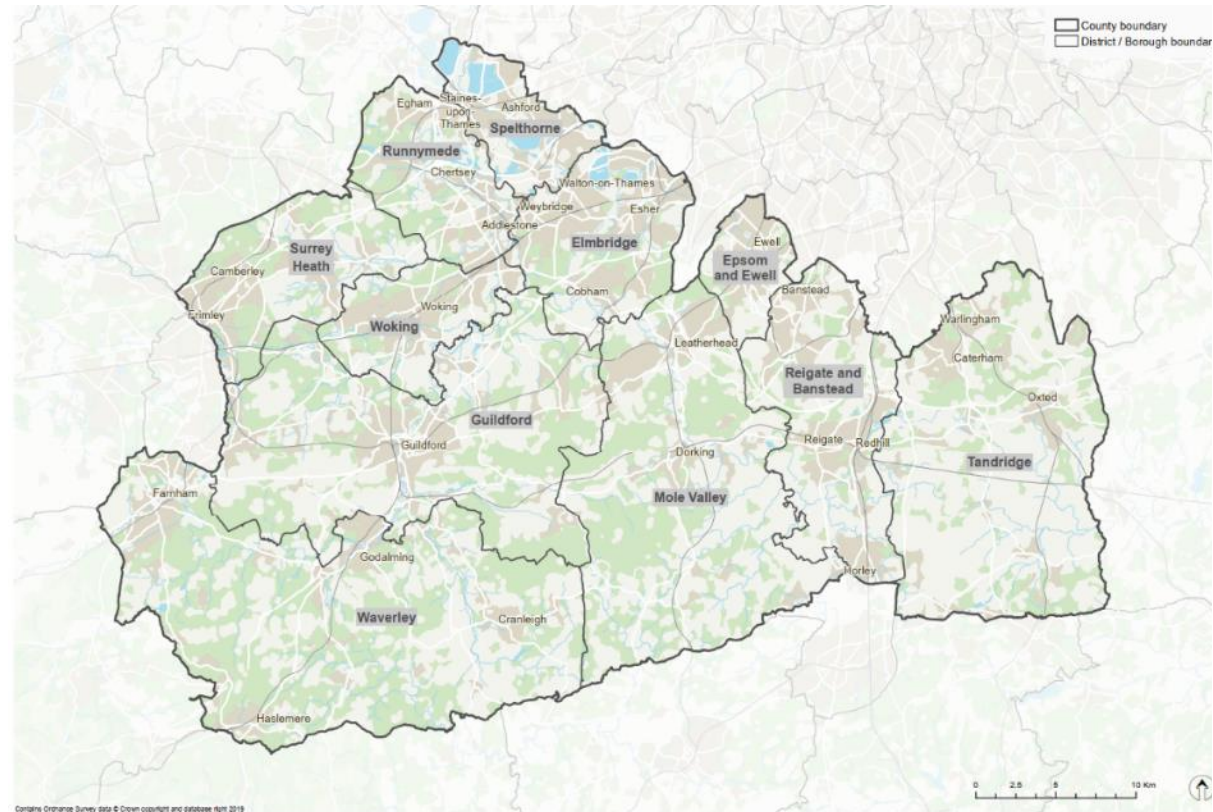 County boundary
District / Borough boundar
Egham
Staines-
upon-
Thames
Ashford
Spelthorne
Runnymede
Chertsey
Walton-on-Thames
Weybridge
Esher
Addlestone
Elmbridge
Ewell
Epsom
and Ewell
Surrey
Heath
Camberley
Cobham
Banstead
Frimley
Woking
Woking
Warlingham
Leatherhead
Caterham
Reigate and
Banstead
Oxted
Guildford
Guildford
Reigate
Redhill
Dorking
Tandridge
Farnham
Mole Valley
Godalming
Horley
Waverley
Cranleigh
Haslemere
0 2.5 5 10 Km
Contains Ordnance Survey data © Crown copyright and database right 2019